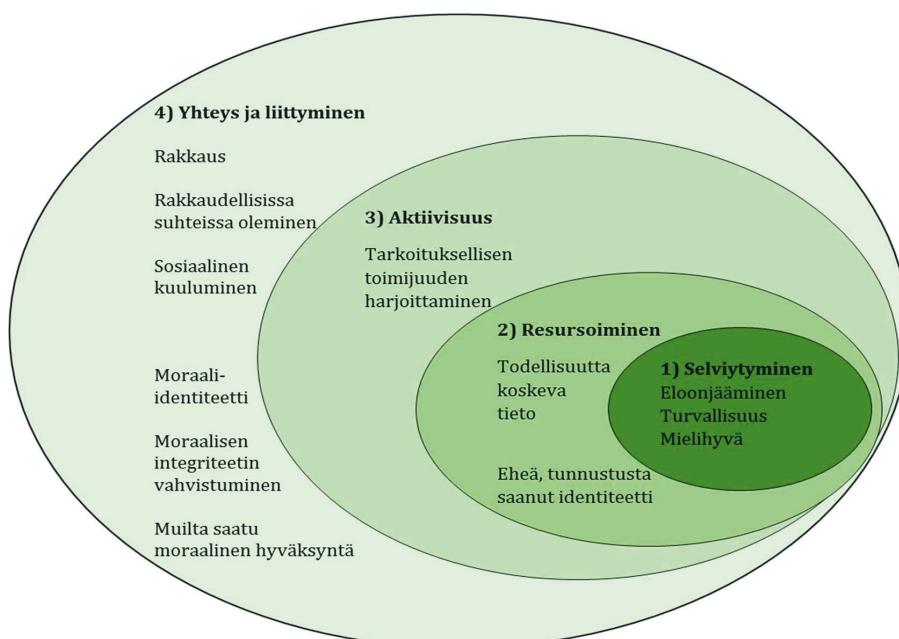 4) Yhteys ja liittyminen
Rakkaus
Rakkaudellisissa
suhteissa oleminen
Sosiaalinen
kuuluminen
Moraali-
identiteetti
Moraalisen
integriteetin
vahvistuminen
Muilta saatu
moraalinen hyväksyntä
3) Aktiivisuus
Tarkoituksellisen
toimijuuden
harjoittaminen
2) Resursoiminen
Todellisuutta
koskeva
tieto
Eheä, tunnustusta
saanut identiteetti
1) Selviytyminen
Eloonjääminen
Turvallisuus
Mielihyvä